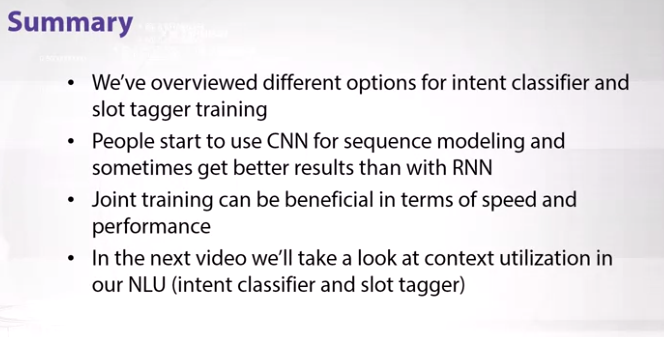 Summary
• We've overviewed different options for intent classifier and
slot tagger training
• People start to use CNN for sequence modeling and
sometimes get better results than with RNN
• Joint training can be beneficial in terms of speed and
performance
• In the next video we'll take a look at context utilization in
our NLU (intent classifier and slot tagger)